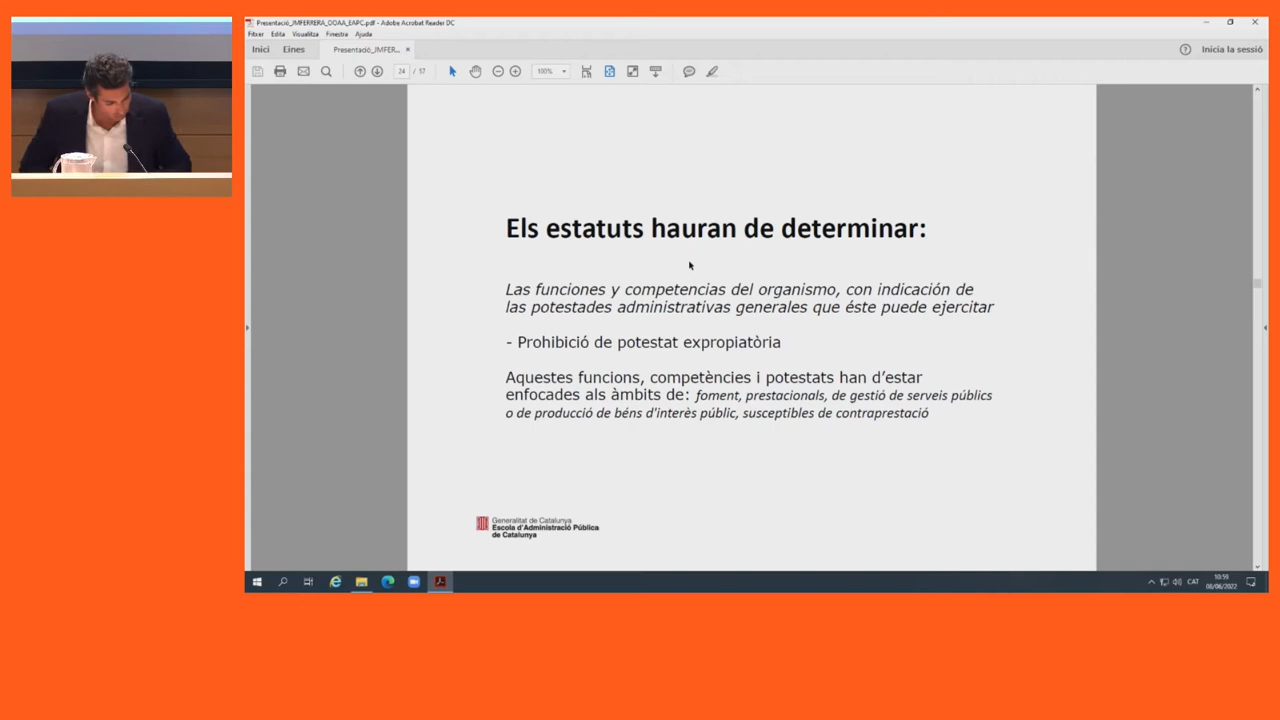 Presentació_JMFERRERA_OOAA_EAPC.pdf - Adobe Acrobat Reader DC
Fitxer Edita Visualitza Finestra Ajuda
Inici Eines Presentació_JMFER... × Inicia la sessió
24 / 57 100%
Els estatuts hauran de determinar:
Las funciones y competencias del organismo, con indicación de
las potestades administrativas generales que éste puede ejercitar
- Prohibició de potestat expropiatòria
Aquestes funcions, competències i potestats han d'estar
enfocades als àmbits de: foment, prestacionals, de gestió de serveis públics
o de producció de béns d'interès públic, susceptibles de contraprestació
Generalitat de Catalunya
Escola d'Administració Pública
de Catalunya
CAT
10:59
08/06/2022